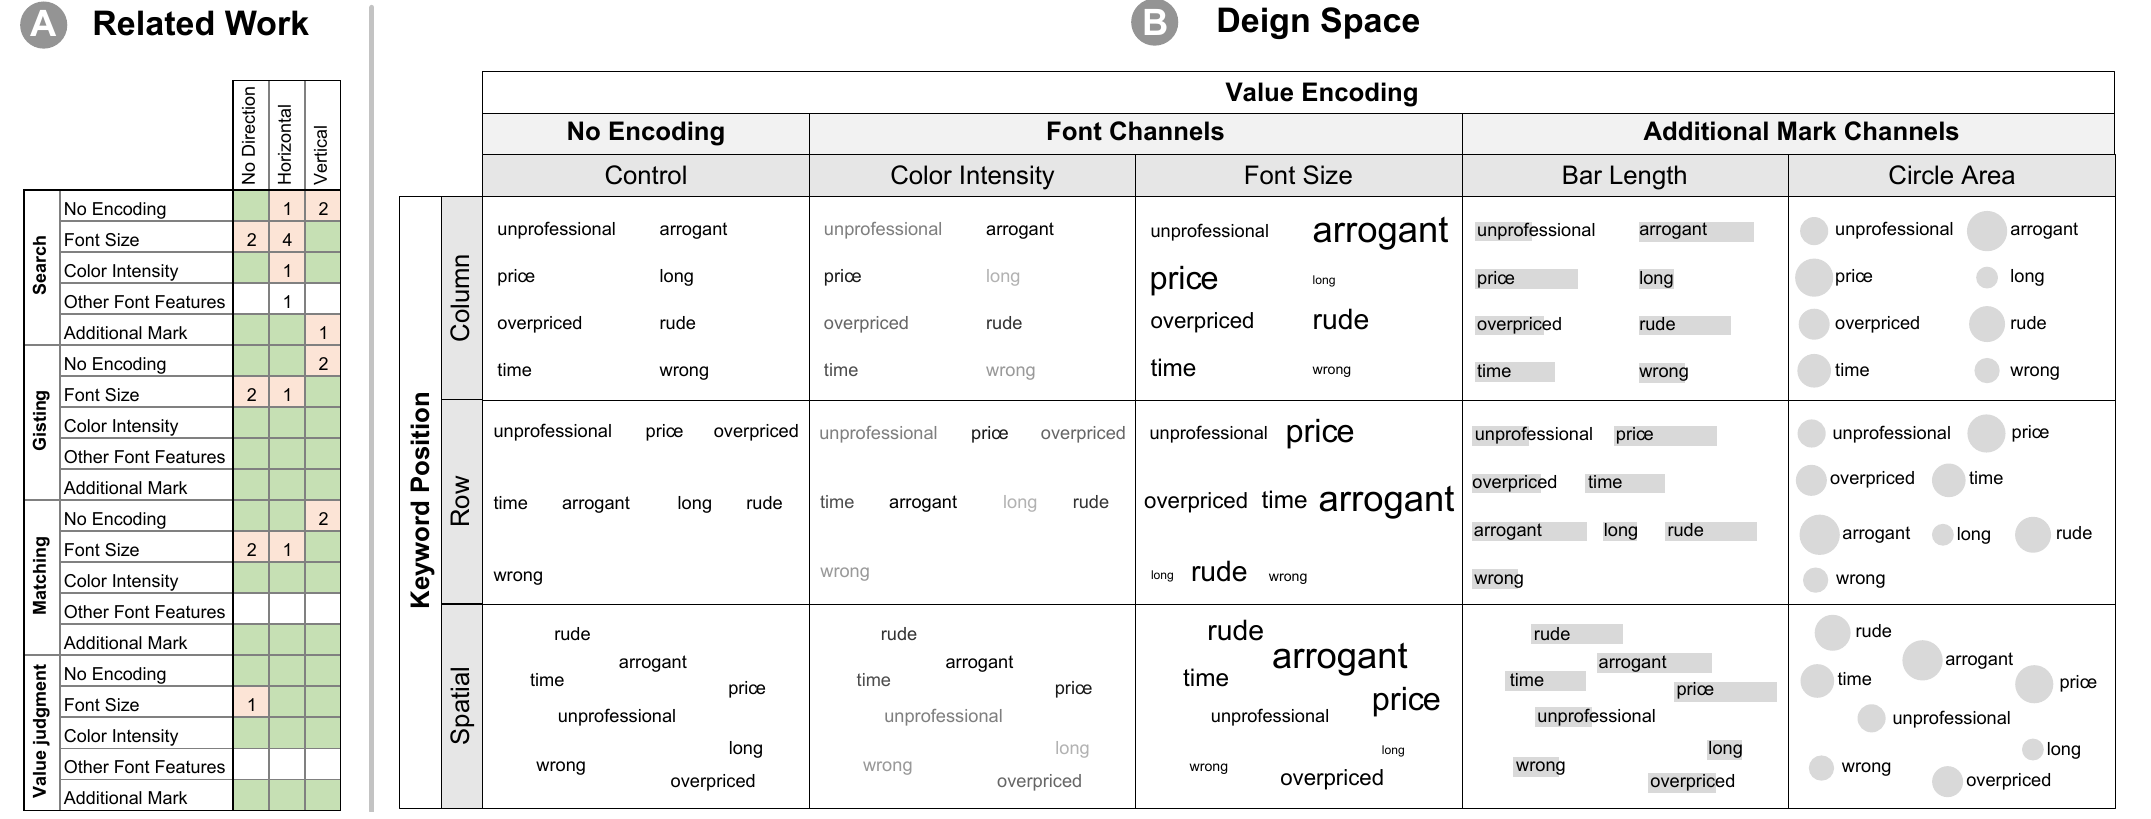 A Related Work
No Direction
Horizontal
Vertical
Search
No Encoding 1 2
Font Size 2 4
Color Intensity 1
Other Font Features 1
Additional Mark 1
Gisting
No Encoding 2
Font Size 2 1
Color Intensity
Other Font Features
Additional Mark
Matching
No Encoding 2
Font Size 2 1
Color Intensity
Other Font Features
Additional Mark
Value judgment
No Encoding
Font Size 1
Color Intensity
Other Font Features
Additional Mark
B Deign Space
Value Encoding
No Encoding Font Channels Additional Mark Channels
Control Color Intensity Font Size Bar Length Circle Area
Keyword Position
Column
unprofessional arrogant
price long
overpriced rude
time wrong
unprofessional arrogant
price long
overpriced rude
time wrong
unprofessional arrogant
price long
overpriced rude
time wrong
unprofessional arrogant
price long
overpriced rude
time wrong
unprofessional arrogant
price long
overpriced rude
time wrong
Row
unprofessional price overpriced
time arrogant long rude
wrong
unprofessional price overpriced
time arrogant long rude
wrong
unprofessional price
overpriced time arrogant
long rude wrong
unprofessional price
overpriced time
arrogant long rude
wrong
unprofessional price
overpriced time
arrogant long rude
wrong
Spatial
rude
arrogant
time
price
unprofessional
long
wrong
overpriced
rude
arrogant
time
price
unprofessional
long
wrong
overpriced
rude
arrogant
time
price
unprofessional
long
wrong
overpriced
rude
arrogant
time
price
unprofessional
long
wrong
overpriced
rude
arrogant
time
price
unprofessional
long
wrong
overpriced